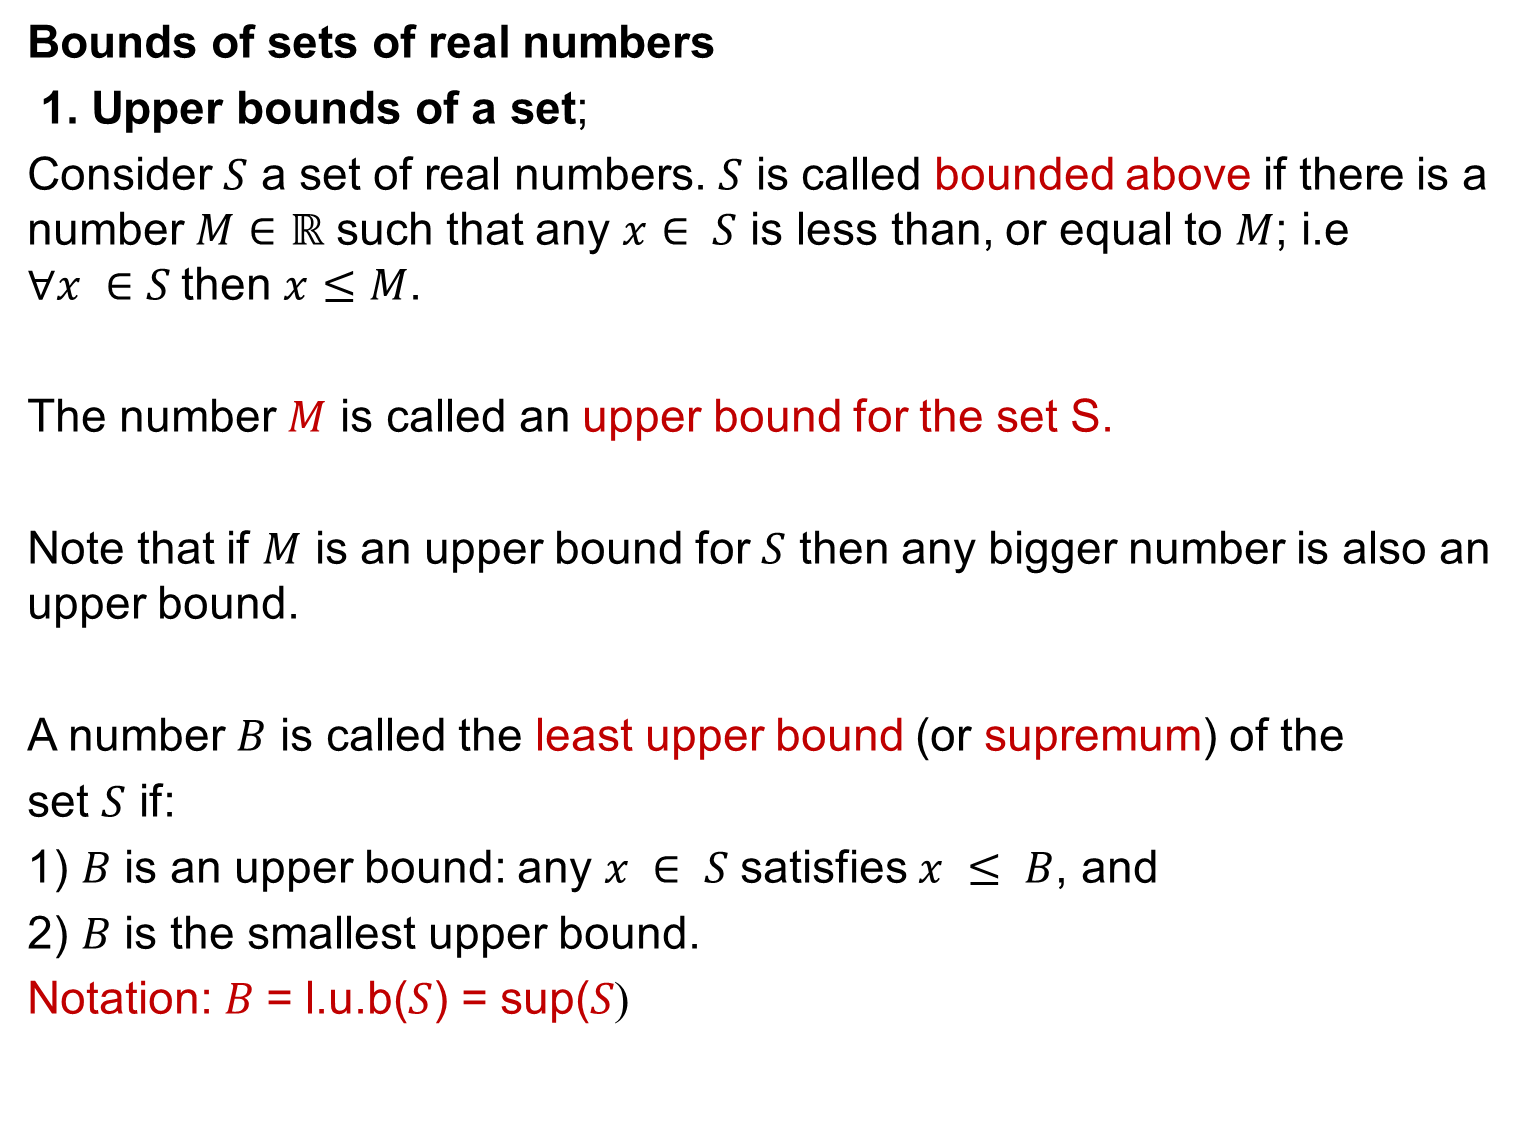 Bounds of sets of real numbers
1. Upper bounds of a set;
Consider 𝑆 a set of real numbers. 𝑆 is called bounded above if there is a
number 𝑀 ∈ ℝ such that any 𝑥 ∈ 𝑆 is less than, or equal to 𝑀; i.e
∀𝑥 ∈ 𝑆 then 𝑥 ≤ 𝑀.
The number 𝑀 is called an upper bound for the set S.
Note that if 𝑀 is an upper bound for 𝑆 then any bigger number is also an
upper bound.
A number 𝐵 is called the least upper bound (or supremum) of the
set 𝑆 if:
1) 𝐵 is an upper bound: any 𝑥 ∈ 𝑆 satisfies 𝑥 ≤ 𝐵, and
2) 𝐵 is the smallest upper bound.
Notation: 𝐵 = l.u.b(𝑆) = sup(𝑆)